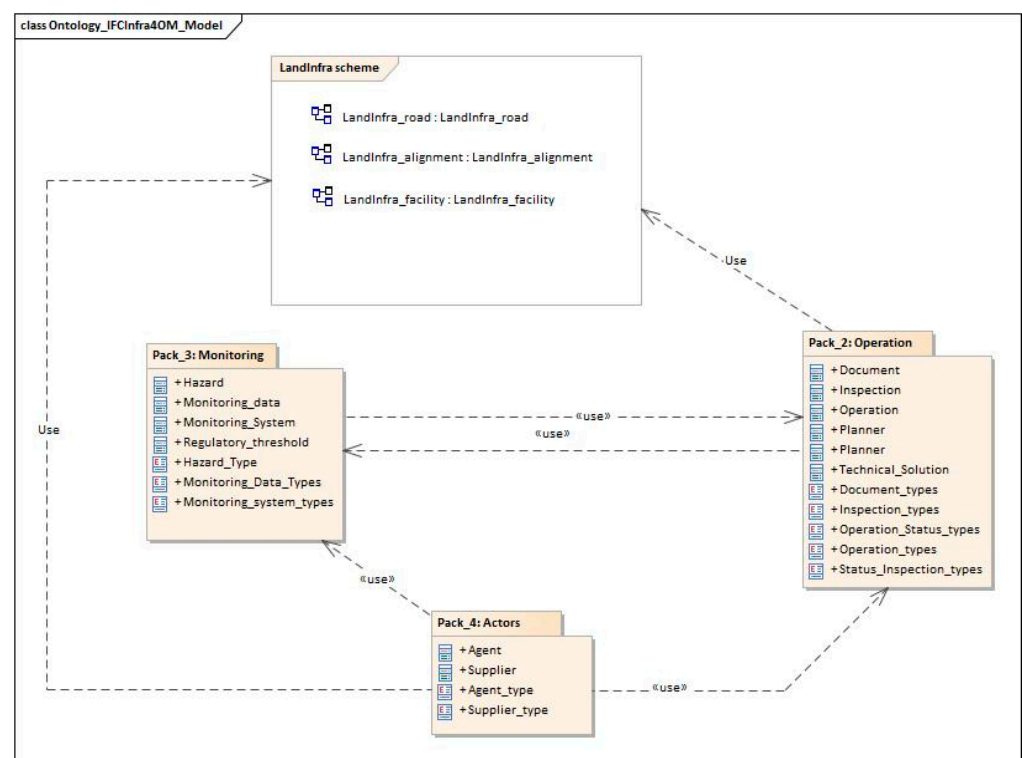 class Ontology_IFCInfra4OM_Model
LandInfra scheme
LandInfra_road : LandInfra_road
LandInfra_alignment : LandInfra_alignment
LandInfra_facility : LandInfra_facility
Use
Pack_3: Monitoring
+Hazard
+Monitoring_data
+Monitoring_System
+Regulatory_threshold
+Hazard_Type
+Monitoring_Data_Types
+Monitoring_system_types
«use»
«use»
Pack_2: Operation
+Document
+Inspection
+Operation
+Planner
+Planner
+Technical_Solution
+Document_types
+Inspection_types
+Operation_Status_types
+Operation_types
+Status_Inspection_types
Use
«use»
Pack_4: Actors
+Agent
+Supplier
+Agent_type
+Supplier_type
«use»